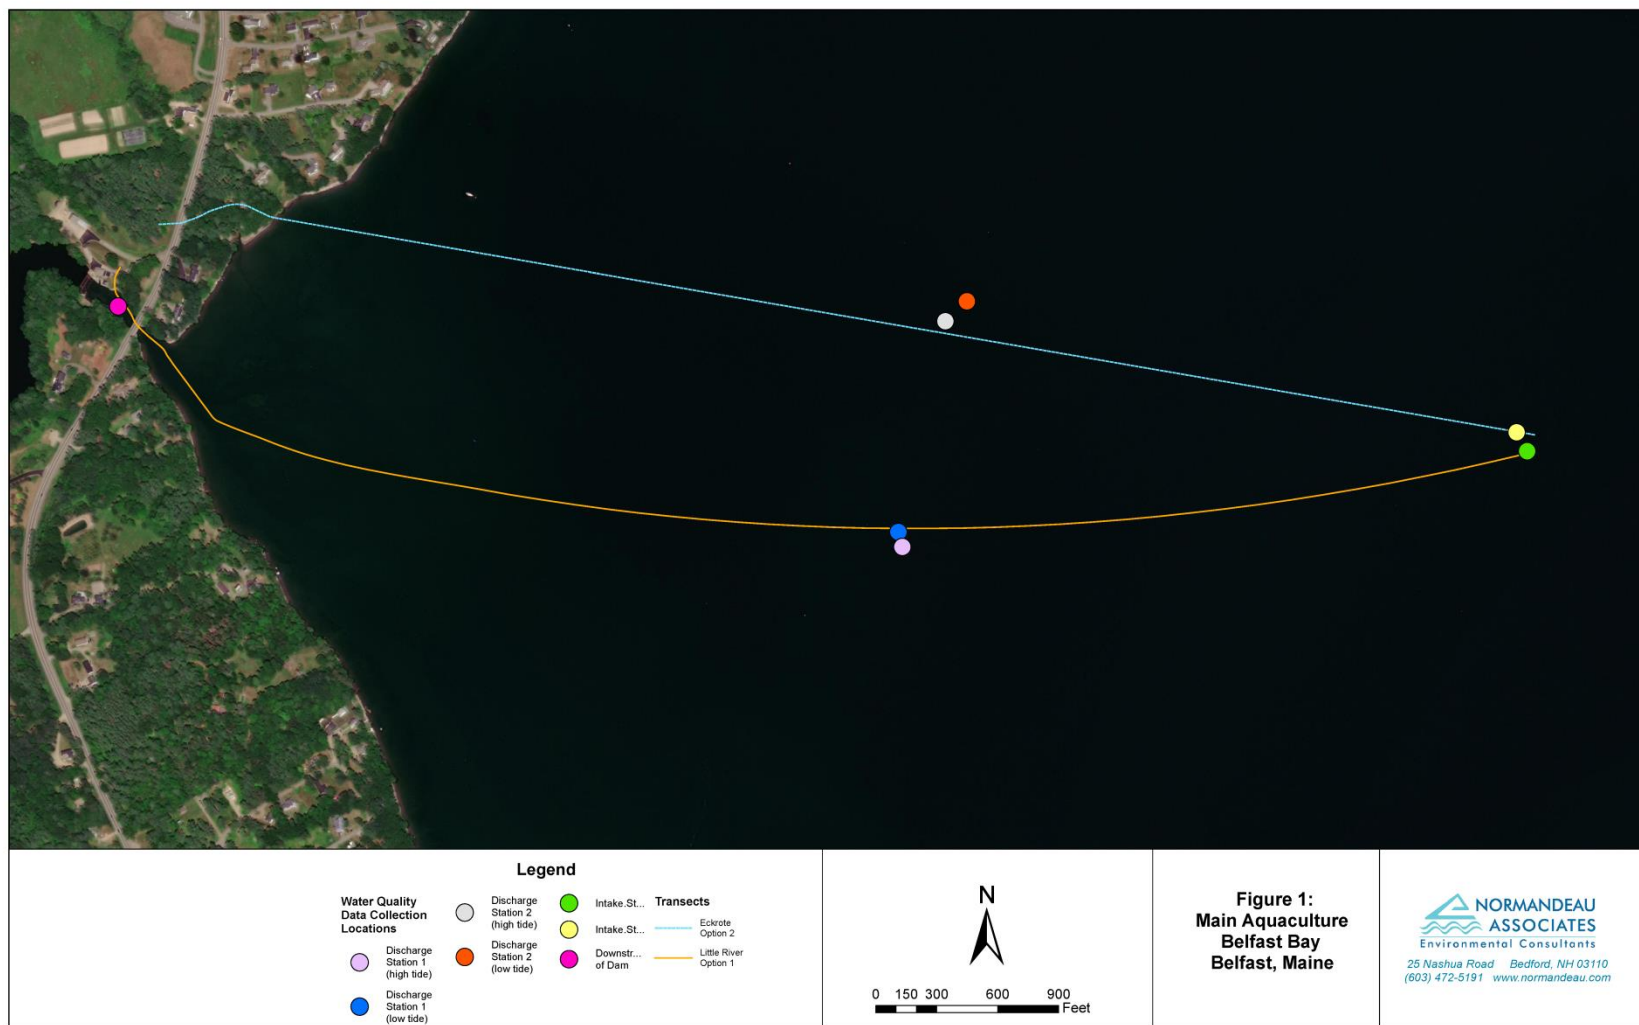 Legend
Water Quality
Data Collection
Locations
Discharge
Station 1
(high tide)
Discharge
Station 1
(low tide)
Discharge
Station 2
(high tide)
Discharge
Station 2
(low tide)
Intake.St...
Intake.St...
Downstr...
of Dam
Transects
Eckrote
Option 2
Little River
Option 1
N
0 150 300 600 900
Feet
Figure 1:
Main Aquaculture
Belfast Bay
Belfast, Maine
NORMANDEAU
ASSOCIATES
Environmental Consultants
25 Nashua Road Bedford, NH 03110
(603) 472-5191 www.normandeau.com